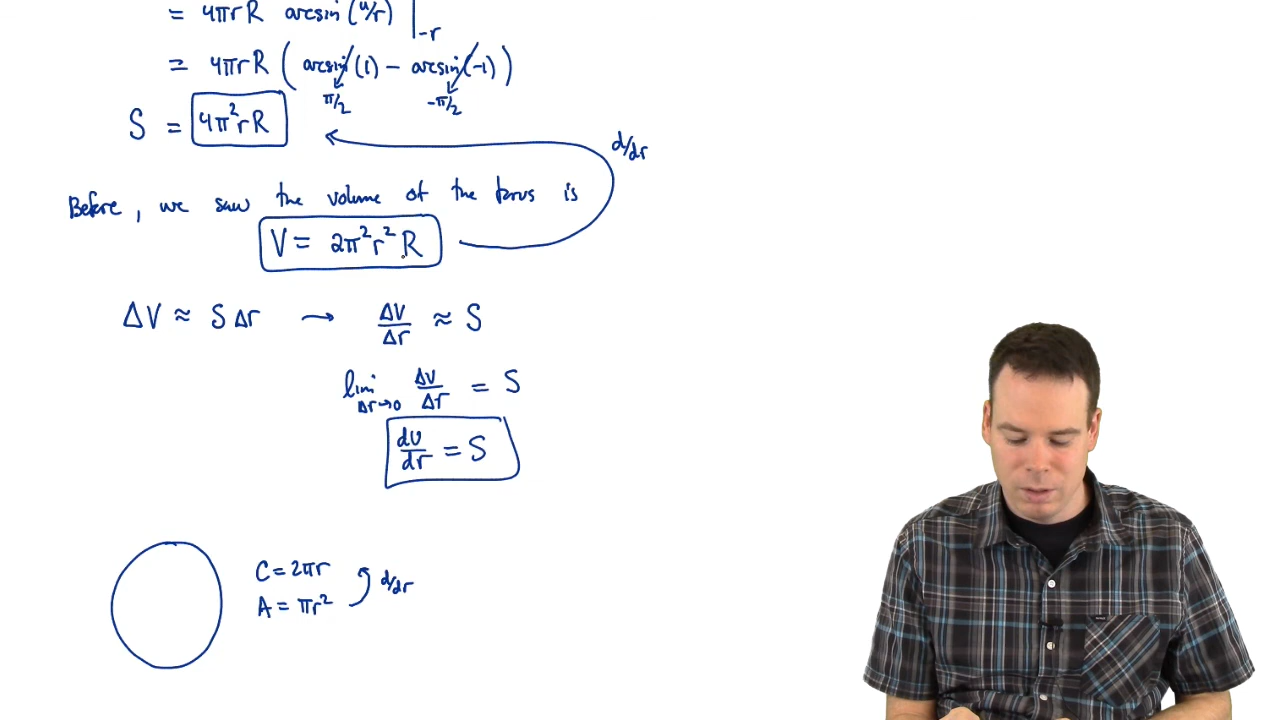 = 4πrR arcsin(u/r) |₋r
= 4πrR ( arcsin(1) − arcsin(−1) )
π/2 −π/2
S = 4π²rR
d/dr
Before, we saw the volume of the torus is
V = 2π²r²R
ΔV ≈ S Δr → ΔV/Δr ≈ S
lim Δr→0 ΔV/Δr = S
dV/dr = S
C = 2πr
d/dr
A = πr²